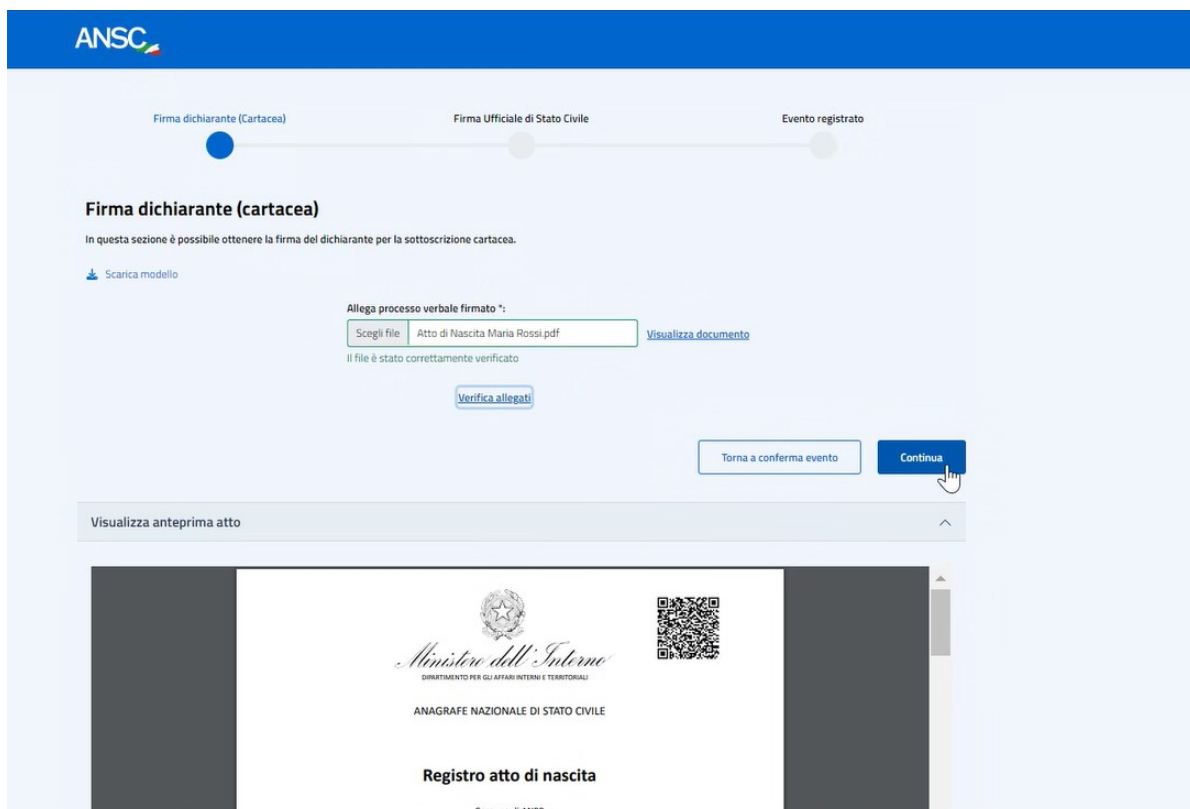 ANSC
Firma dichiarante (Cartacea)
Firma Ufficiale di Stato Civile
Evento registrato
Firma dichiarante (cartacea)
In questa sezione è possibile ottenere la firma del dichiarante per la sottoscrizione cartacea.
Scarica modello
Allega processo verbale firmato *:
Scegli file Atto di Nascita Maria Rossi.pdf Visualizza documento
Il file è stato correttamente verificato
Verifica allegati
Torna a conferma evento Continua
Visualizza anteprima atto
Ministero dell'Interno
DIPARTIMENTO PER GLI AFFARI INTERNI E TERRITORIALI
ANAGRAFE NAZIONALE DI STATO CIVILE
Registro atto di nascita